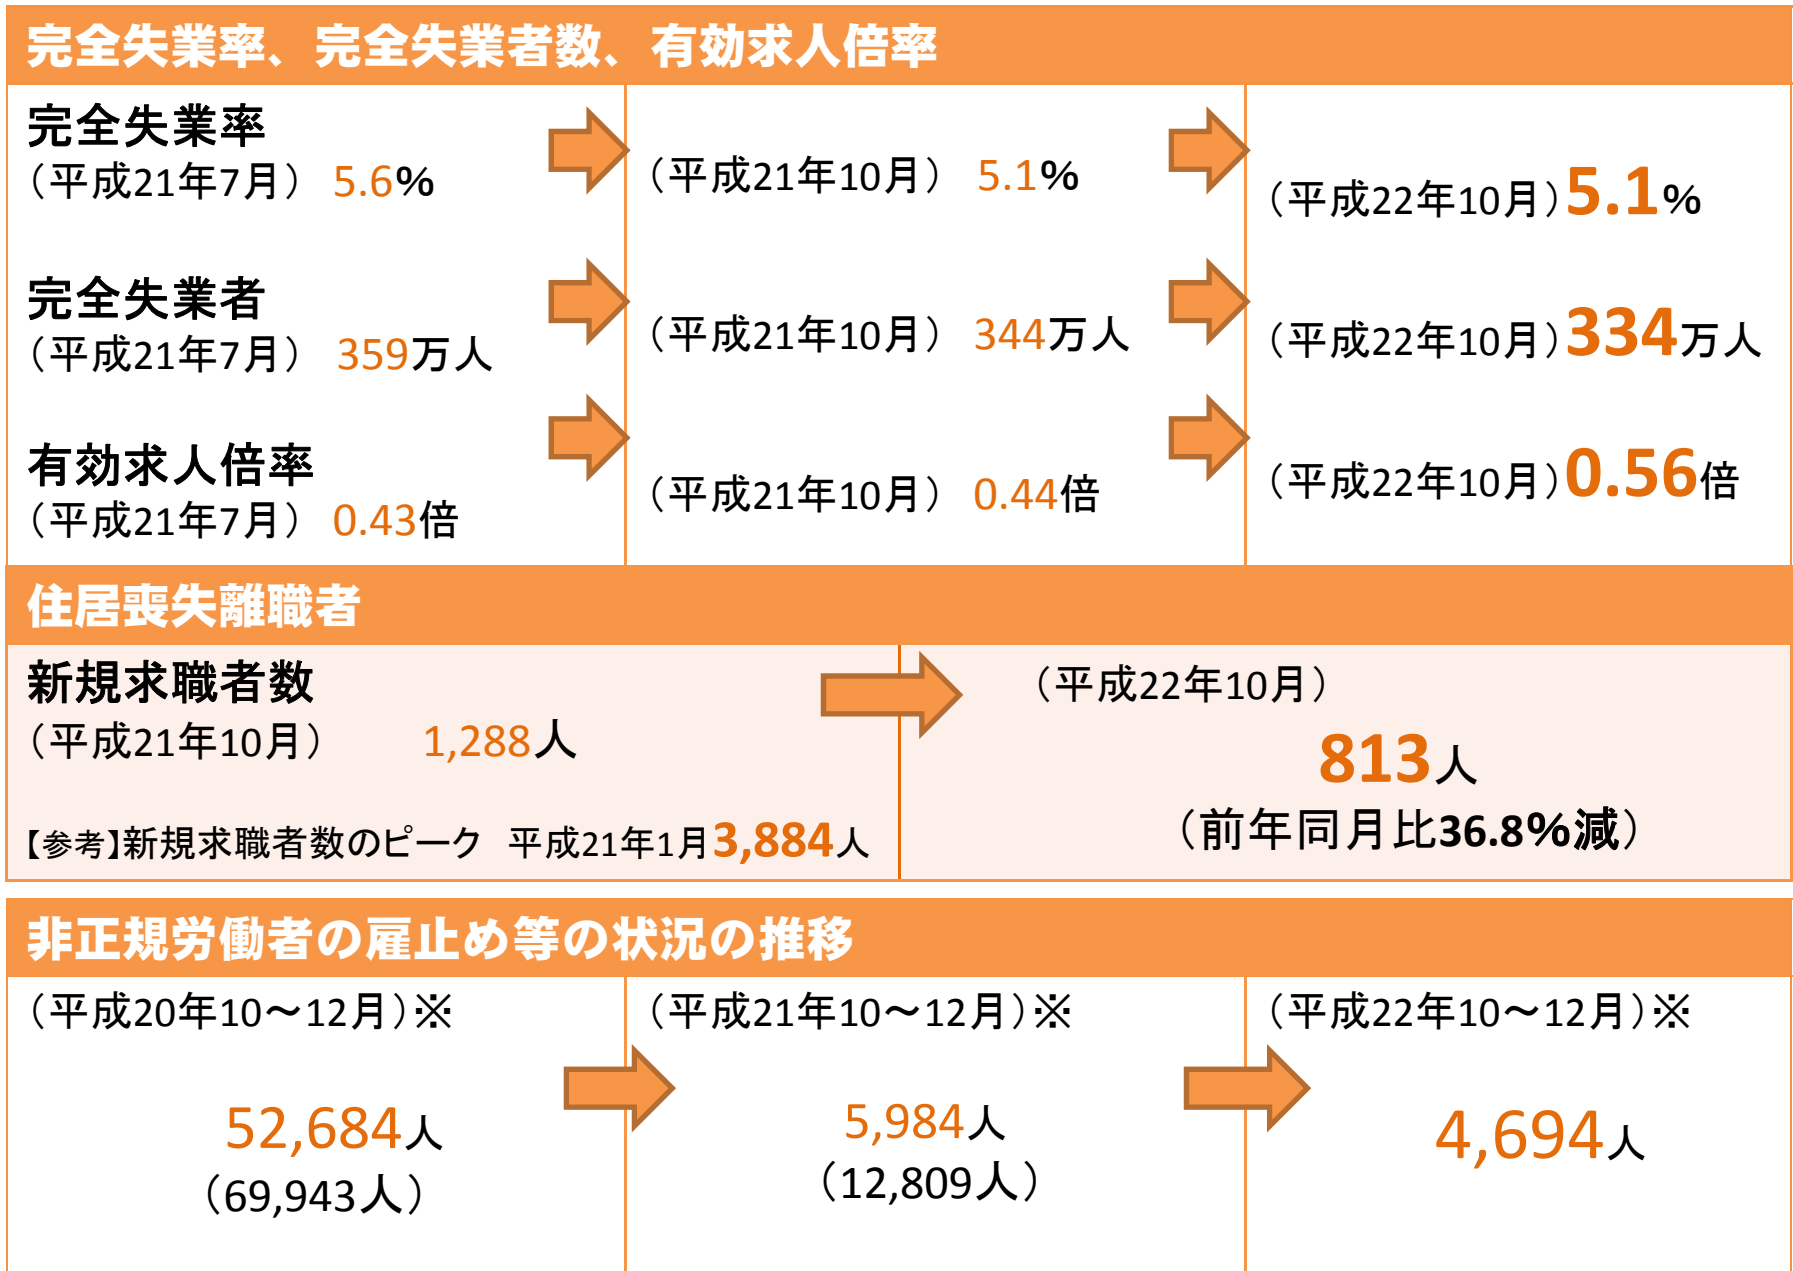 完全失業率、完全失業者数、有効求人倍率
完全失業率
（平成21年7月） 5.6%
（平成21年10月） 5.1%
（平成22年10月）5.1%
完全失業者
（平成21年7月） 359万人
（平成21年10月） 344万人
（平成22年10月）334万人
有効求人倍率
（平成21年7月） 0.43倍
（平成21年10月） 0.44倍
（平成22年10月）0.56倍
住居喪失離職者
新規求職者数
（平成21年10月） 1,288人
【参考】新規求職者数のピーク 平成21年1月3,884人
（平成22年10月）
813人
（前年同月比36.8%減）
非正規労働者の雇止め等の状況の推移
（平成20年10～12月）※
52,684人
（69,943人）
（平成21年10～12月）※
5,984人
（12,809人）
（平成22年10～12月）※
4,694人